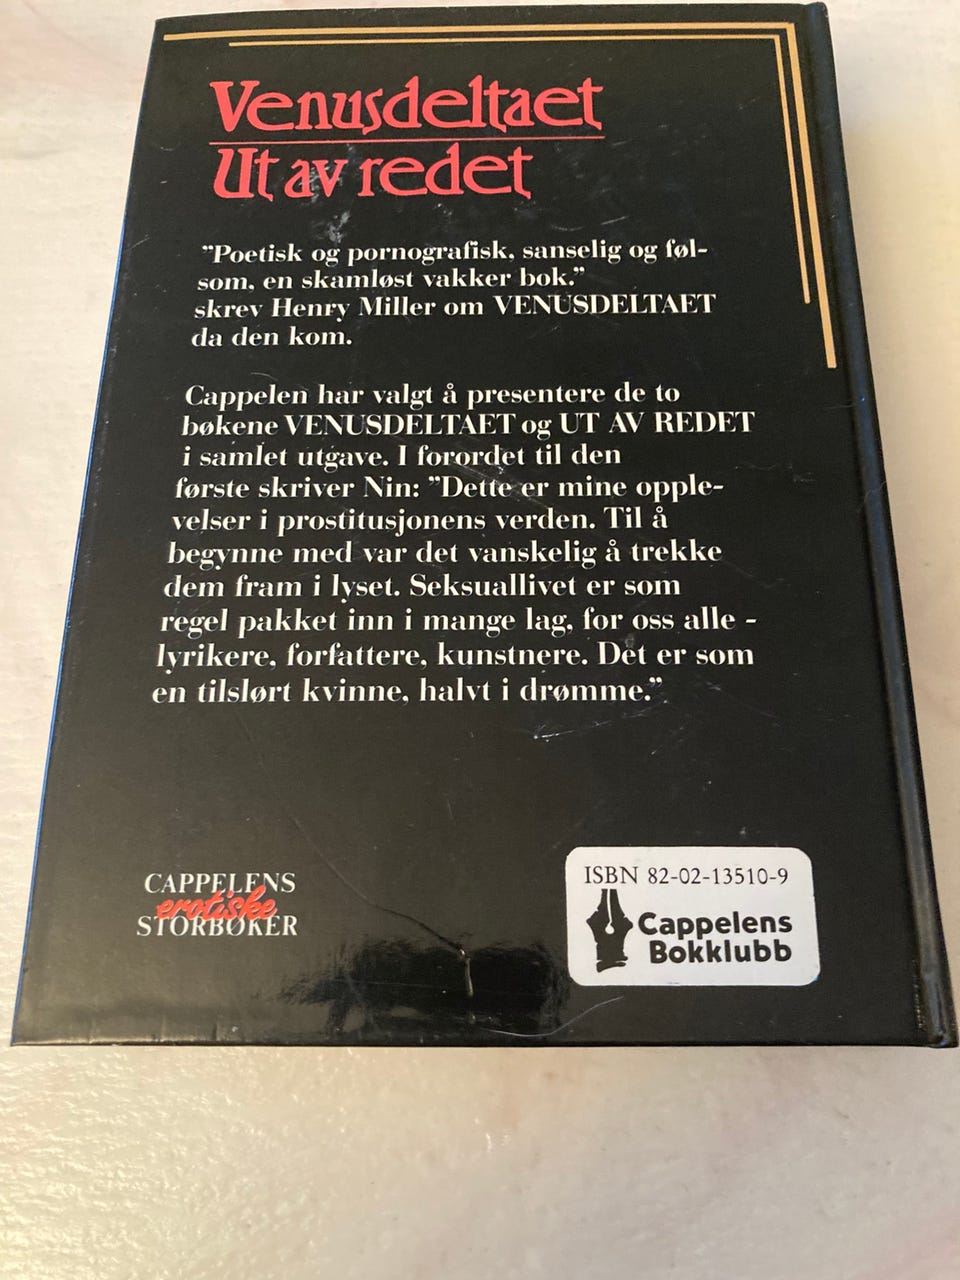 Venusdeltaet
Ut av redet
"Poetisk og pornografisk, sanselig og føl-
som, en skamløst vakker bok."
skrev Henry Miller om VENUSDELTAET
da den kom.
Cappelen har valgt å presentere de to
bøkene VENUSDELTAET og UT AV REDET
i samlet utgave. I forordet til den
første skriver Nin: "Dette er mine opple-
velser i prostitusjonens verden. Til å
begynne med var det vanskelig å trekke
dem fram i lyset. Seksuallivet er som
regel pakket inn i mange lag, for oss alle -
lyrikere, forfattere, kunstnere. Det er som
en tilslørt kvinne, halvt i drømme."
CAPPELENS
erotiske
STORBØKER
ISBN 82-02-13510-9
Cappelens
Bokklubb